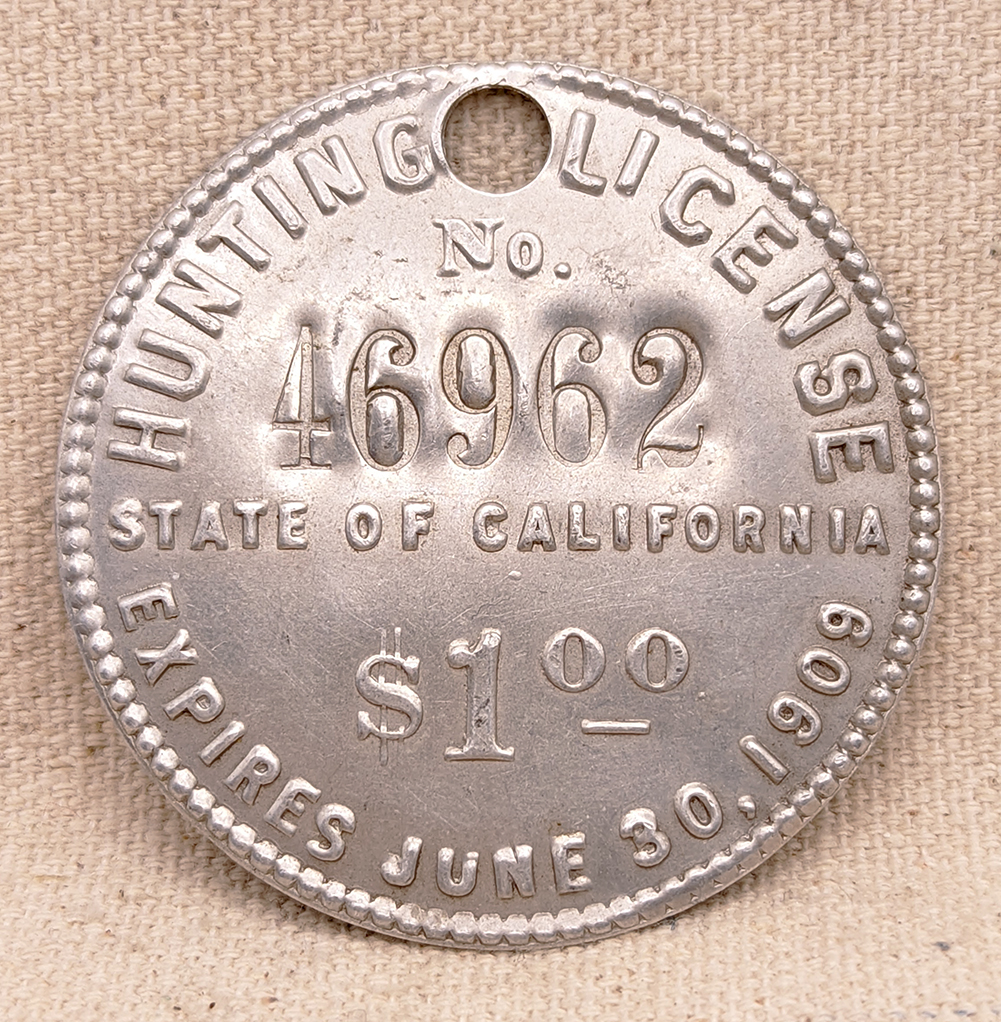 HUNTING LICENSE
No.
46962
STATE OF CALIFORNIA
$1 00
EXPIRES JUNE 30, 1909